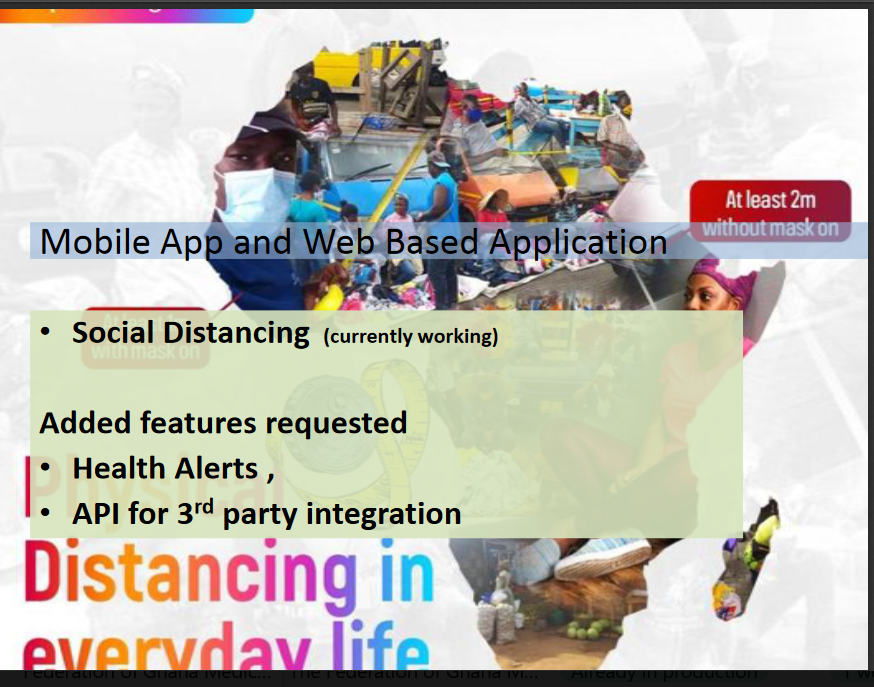 At least 2m
without mask on
Mobile App and Web Based Application
• Social Distancing (currently working)
with mask on
Added features requested
• Health Alerts ,
• API for 3rd party integration
Physical
Distancing in
everyday life
Federation of Ghana Medic... The Federation of Ghana M... Already in production